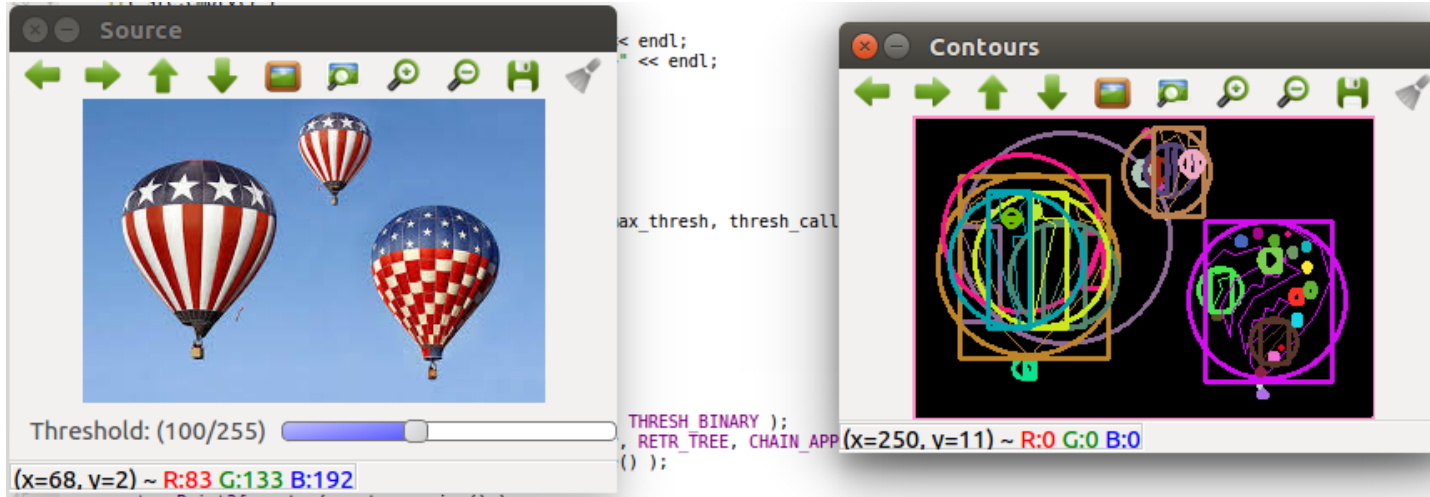 Source
<< endl;
" << endl;
ax_thresh, thresh_call
Threshold: (100/255)
(x=68, y=2) ~ R:83 G:133 B:192
THRESH_BINARY );
, RETR_TREE, CHAIN_APP
() );
Contours
(x=250, y=11) ~ R:0 G:0 B:0